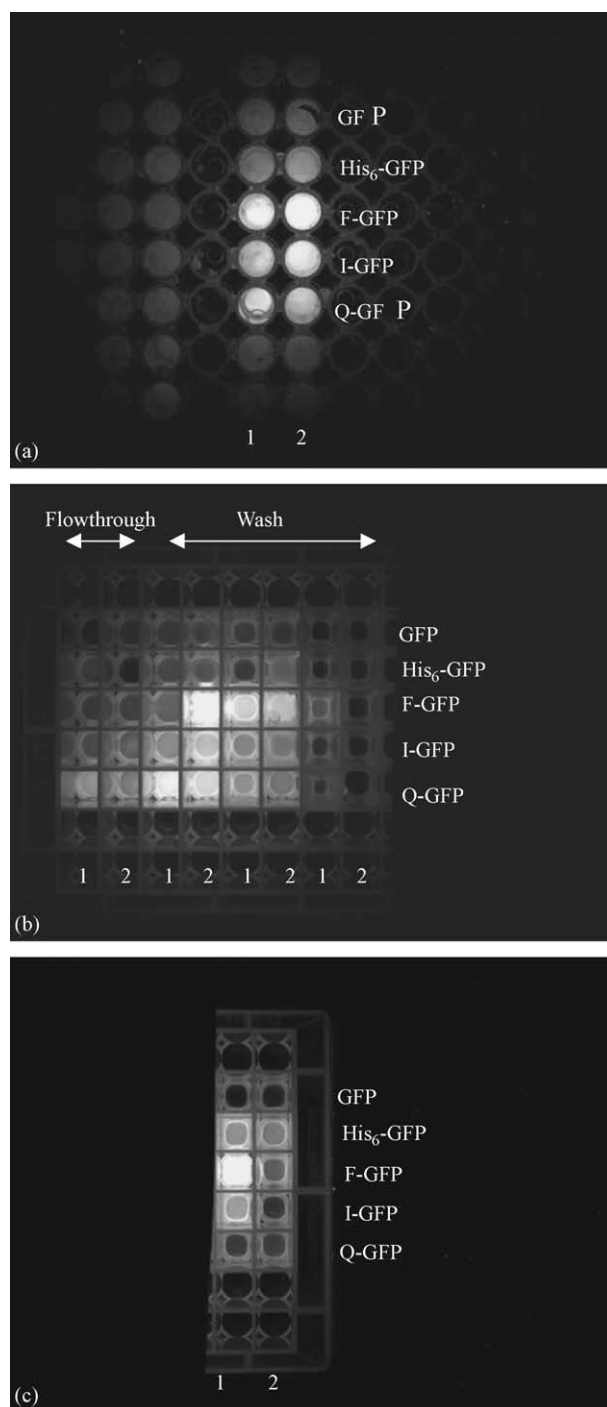 GF P
His6-GFP
F-GFP
I-GFP
Q-GF P
1 2
(a)
Flowthrough Wash
GFP
His6-GFP
F-GFP
I-GFP
Q-GFP
1 2 1 2 1 2 1 2
(b)
GFP
His6-GFP
F-GFP
I-GFP
Q-GFP
1 2
(c)